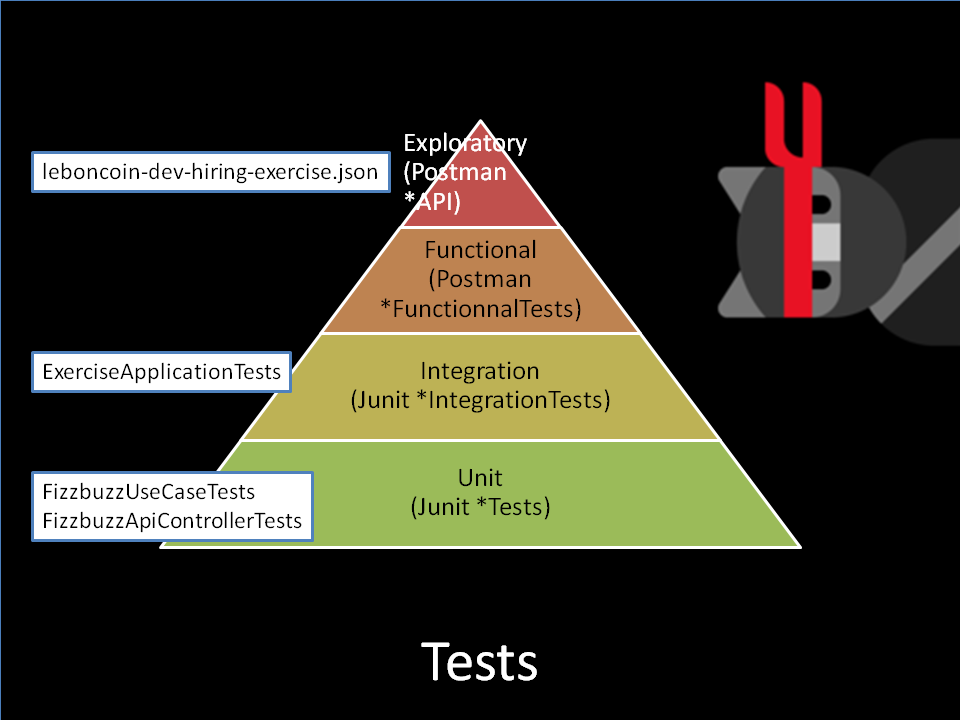 Exploratory
(Postman
*API)
leboncoin-dev-hiring-exercise.json
Functional
(Postman
*FunctionnalTests)
ExerciseApplicationTests
Integration
(Junit *IntegrationTests)
FizzbuzzUseCaseTests
FizzbuzzApiControllerTests
Unit
(Junit *Tests)
Tests